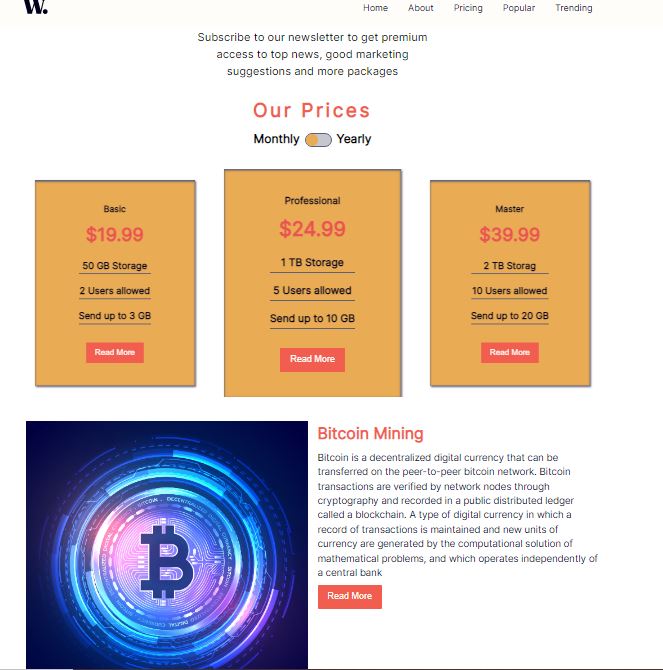 W.
Home About Pricing Popular Trending
Subscribe to our newsletter to get premium
access to top news, good marketing
suggestions and more packages
Our Prices
Monthly Yearly
Basic
$19.99
50 GB Storage
2 Users allowed
Send up to 3 GB
Read More
Professional
$24.99
1 TB Storage
5 Users allowed
Send up to 10 GB
Read More
Master
$39.99
2 TB Storag
10 Users allowed
Send up to 20 GB
Read More
Bitcoin Mining
Bitcoin is a decentralized digital currency that can be
transferred on the peer-to-peer bitcoin network. Bitcoin
transactions are verified by network nodes through
cryptography and recorded in a public distributed ledger
called a blockchain. A type of digital currency in which a
record of transactions is maintained and new units of
currency are generated by the computational solution of
mathematical problems, and which operates independently of
a central bank
Read More